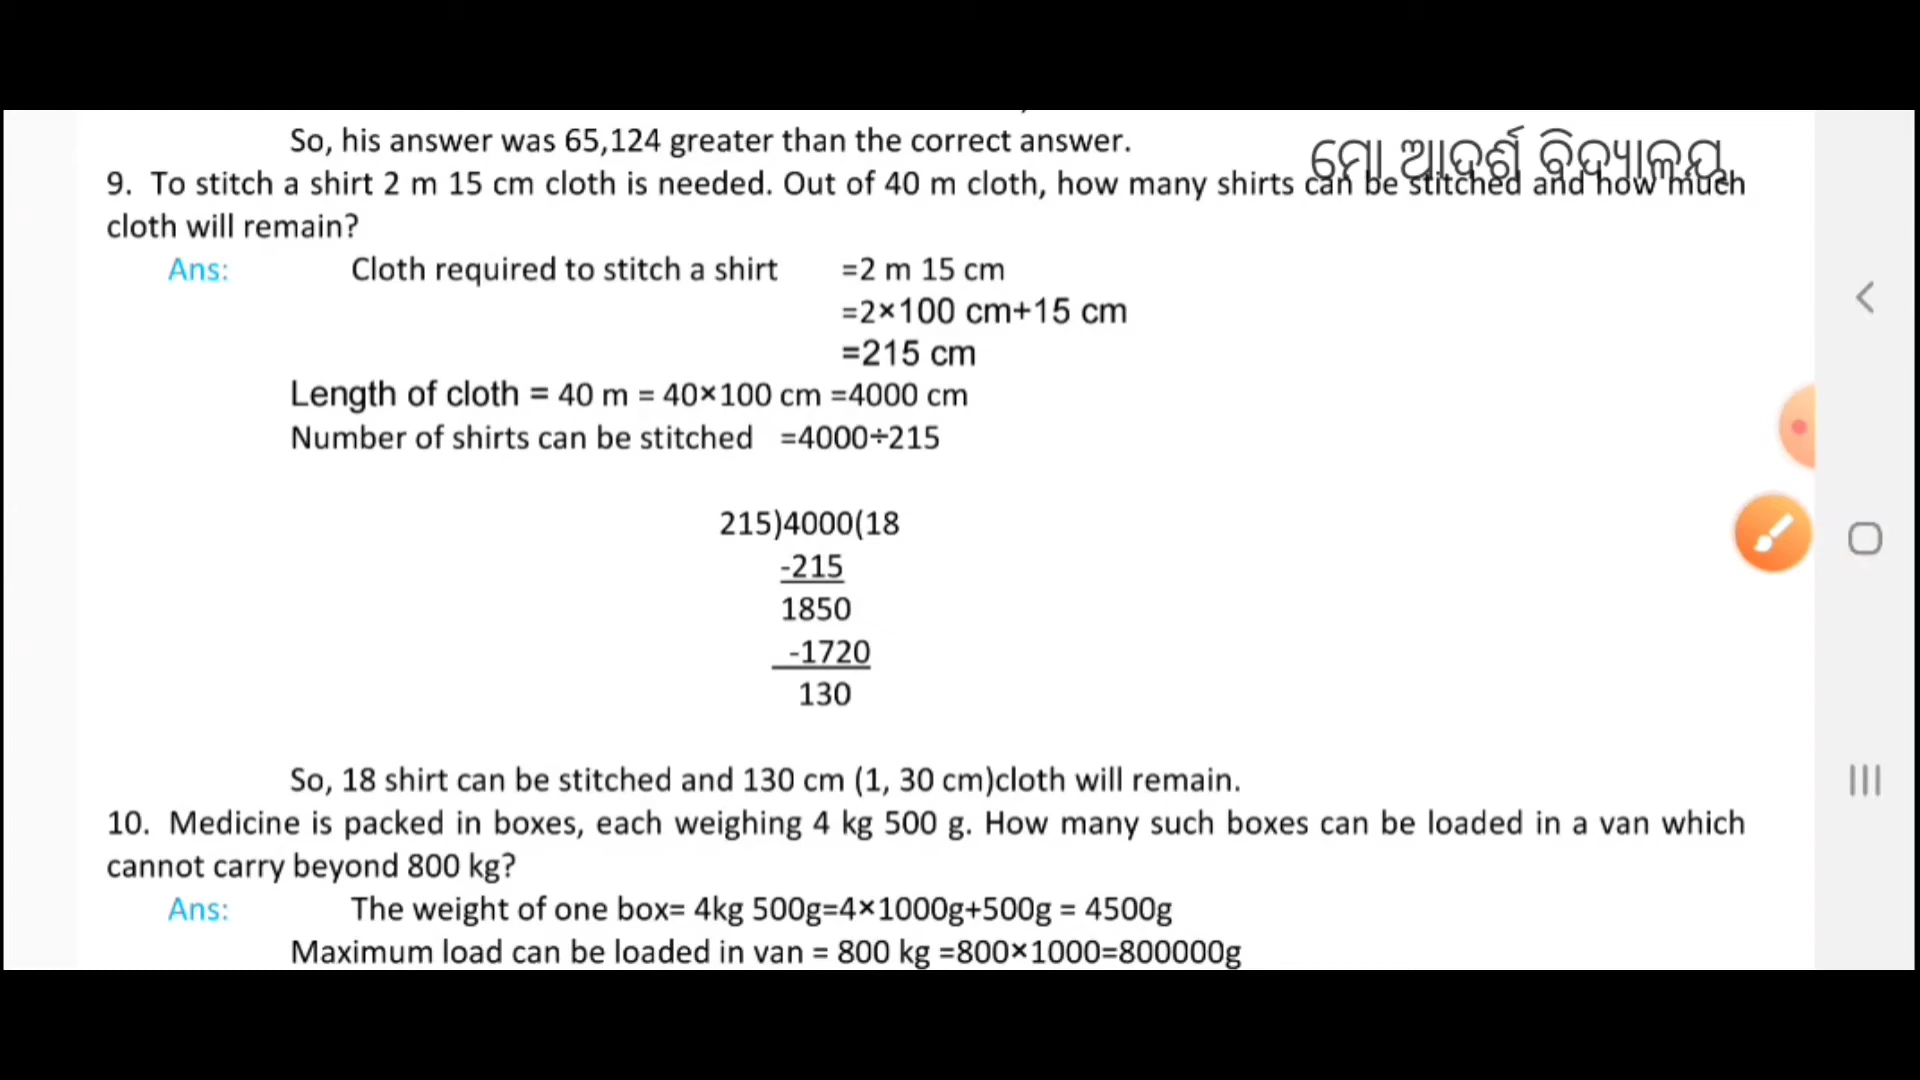 So, his answer was 65,124 greater than the correct answer.
ମୋ ଆଦର୍ଶ ବିଦ୍ୟାଳୟ
9. To stitch a shirt 2 m 15 cm cloth is needed. Out of 40 m cloth, how many shirts can be stitched and how much
cloth will remain?
Ans: Cloth required to stitch a shirt =2 m 15 cm
=2×100 cm+15 cm
=215 cm
Length of cloth = 40 m = 40×100 cm =4000 cm
Number of shirts can be stitched =4000÷215
215)4000(18
-215
1850
-1720
130
So, 18 shirt can be stitched and 130 cm (1, 30 cm)cloth will remain.
10. Medicine is packed in boxes, each weighing 4 kg 500 g. How many such boxes can be loaded in a van which
cannot carry beyond 800 kg?
Ans: The weight of one box= 4kg 500g=4×1000g+500g = 4500g
Maximum load can be loaded in van = 800 kg =800×1000=800000g